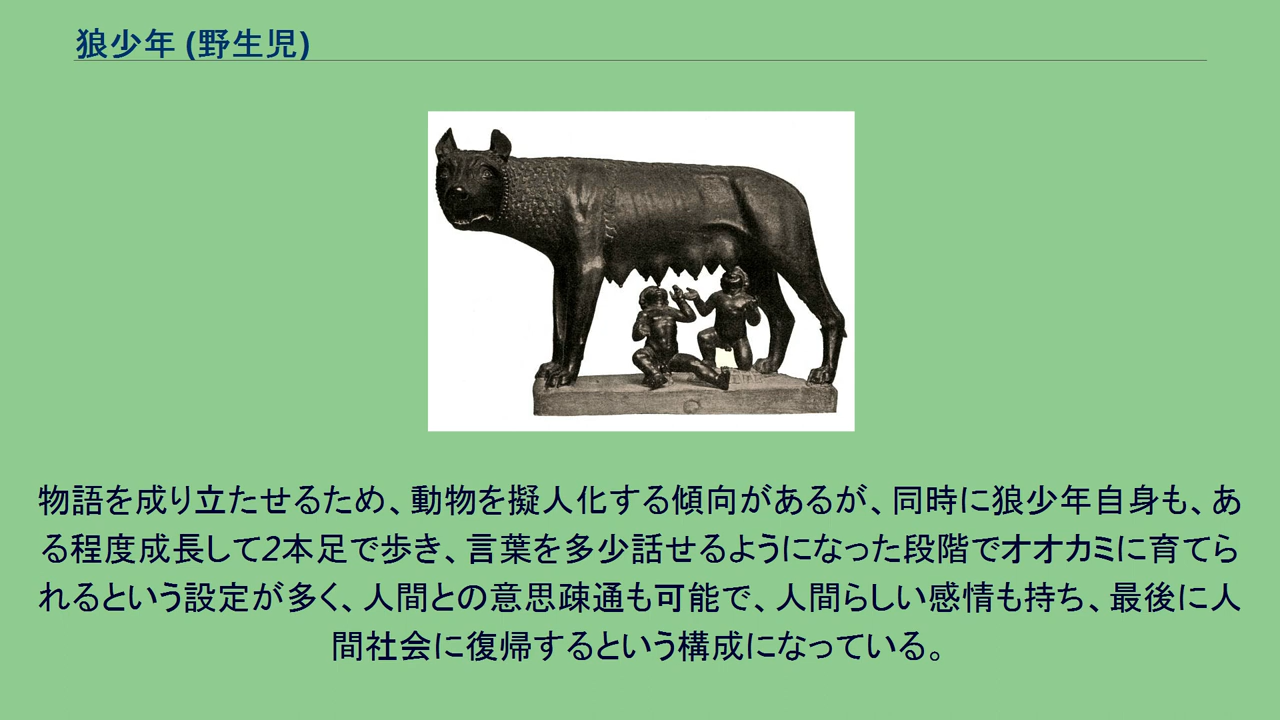 狼少年 (野生児)
物語を成り立たせるため、動物を擬人化する傾向があるが、同時に狼少年自身も、あ
る程度成長して2本足で歩き、言葉を多少話せるようになった段階でオオカミに育てら
れるという設定が多く、人間との意思疎通も可能で、人間らしい感情も持ち、最後に人
間社会に復帰するという構成になっている。